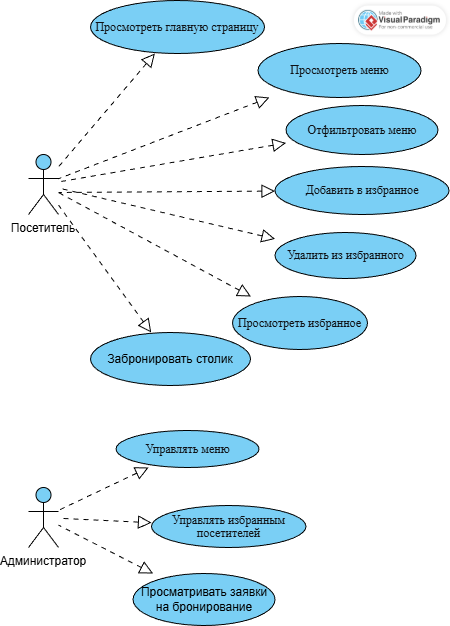 Made with
Visual Paradigm
For non-commercial use
Просмотреть главную страницу
Просмотреть меню
Отфильтровать меню
Добавить в избранное
Посетитель
Удалить из избранного
Просмотреть избранное
Забронировать столик
Управлять меню
Управлять избранным
посетителей
Администратор
Просматривать заявки
на бронирование